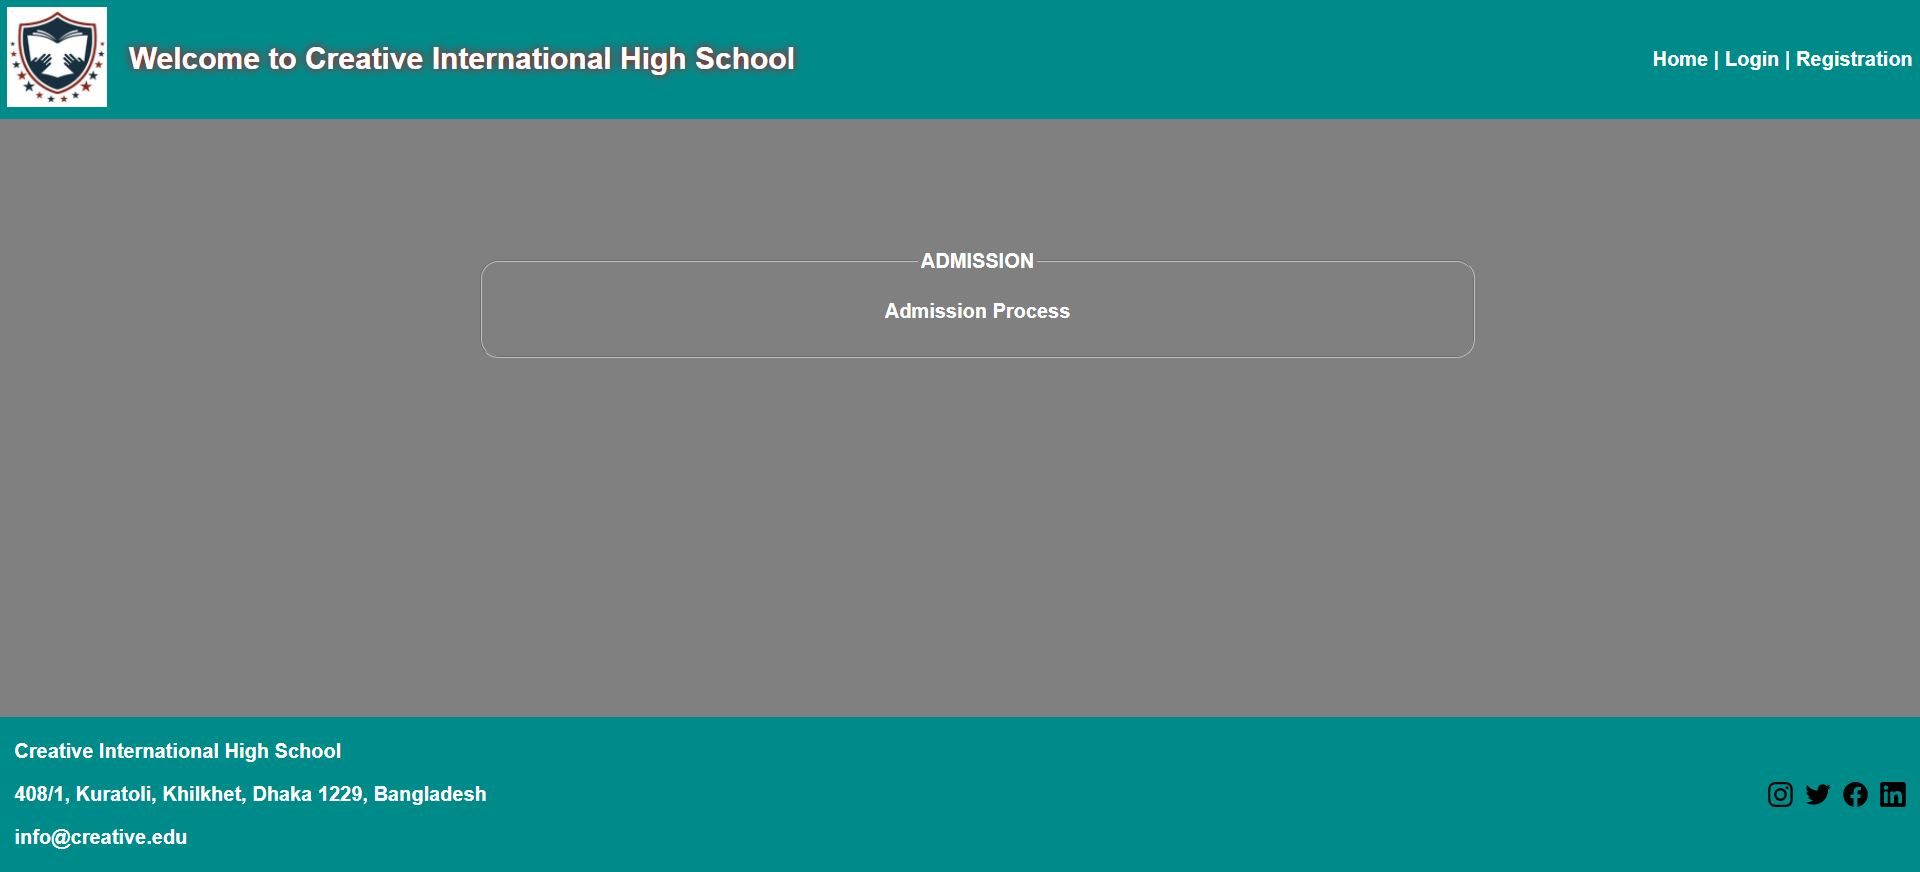 Welcome to Creative International High School
Home | Login | Registration
ADMISSION
Admission Process
Creative International High School
408/1, Kuratoli, Khilkhet, Dhaka 1229, Bangladesh
info@creative.edu